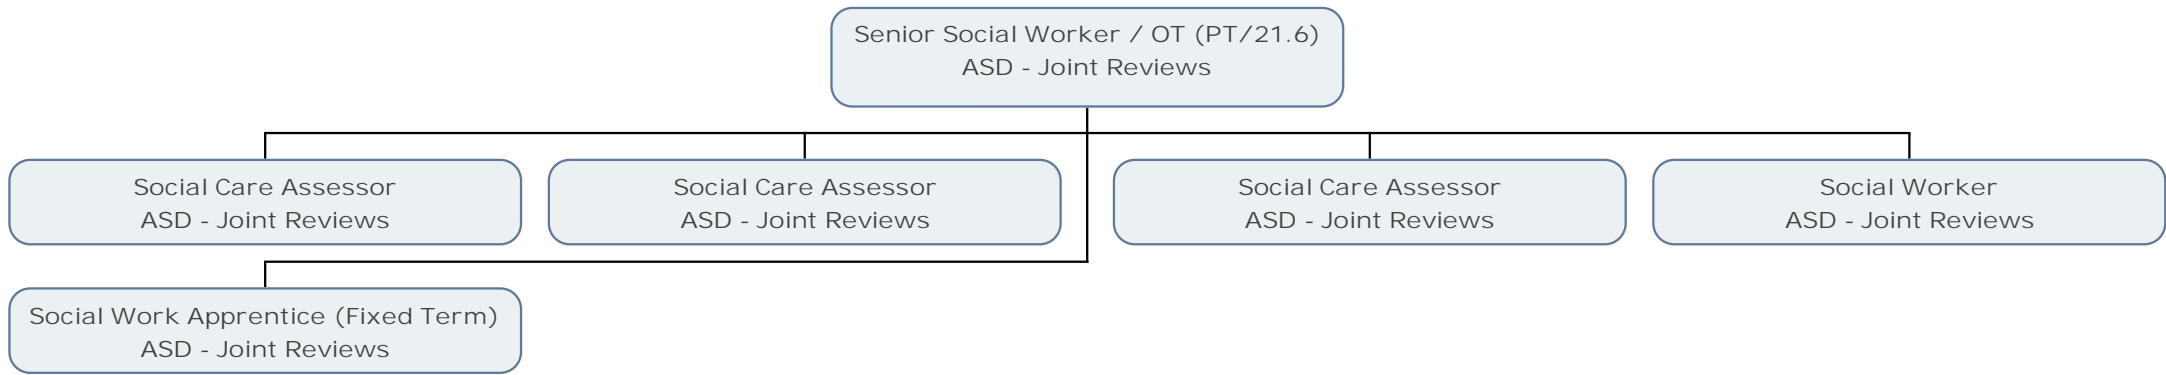 Senior Social Worker / OT (PT/21.6)
ASD - Joint Reviews
Social Care Assessor
ASD - Joint Reviews
Social Care Assessor
ASD - Joint Reviews
Social Care Assessor
ASD - Joint Reviews
Social Worker
ASD - Joint Reviews
Social Work Apprentice (Fixed Term)
ASD - Joint Reviews